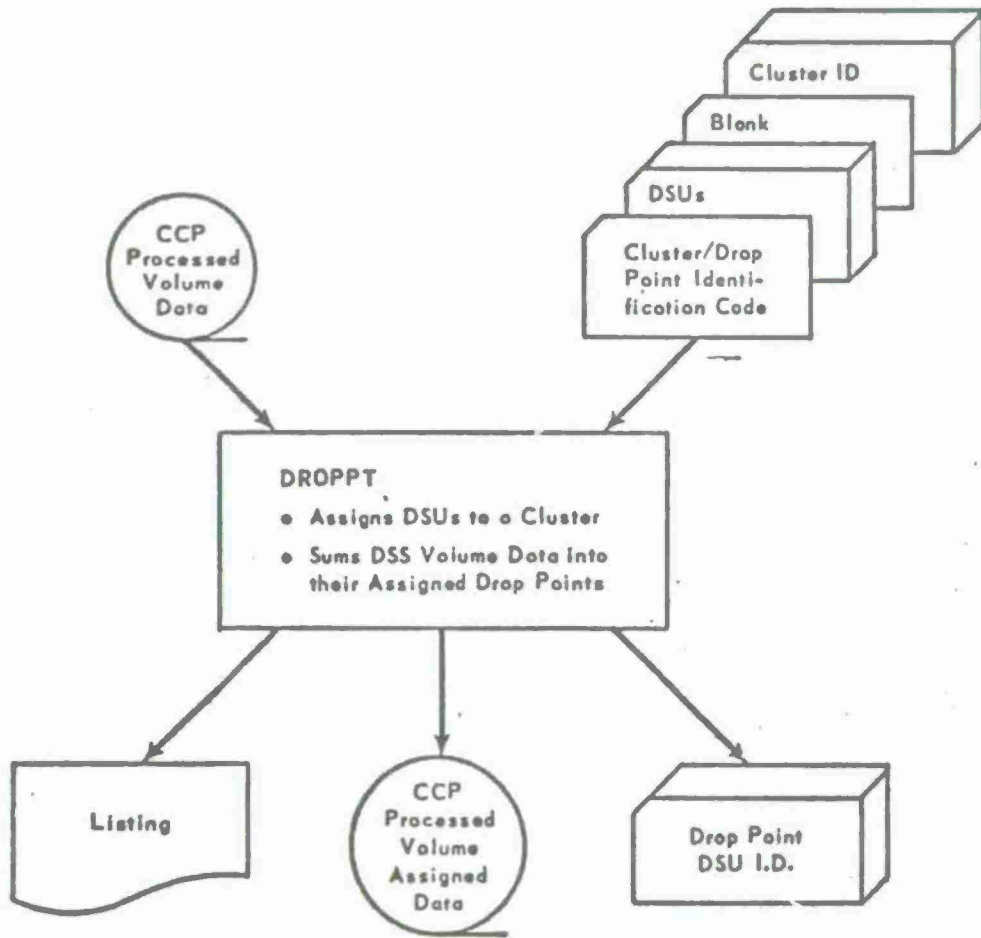 Cluster ID
Blank
DSUs
Cluster/Drop
Point Identi-
fication Code
CCP
Processed
Volume
Data
DROPPT
• Assigns DSUs to a Cluster
• Sums DSS Volume Data into
their Assigned Drop Points
Listing
CCP
Processed
Volume
Assigned
Data
Drop Point
DSU I.D.